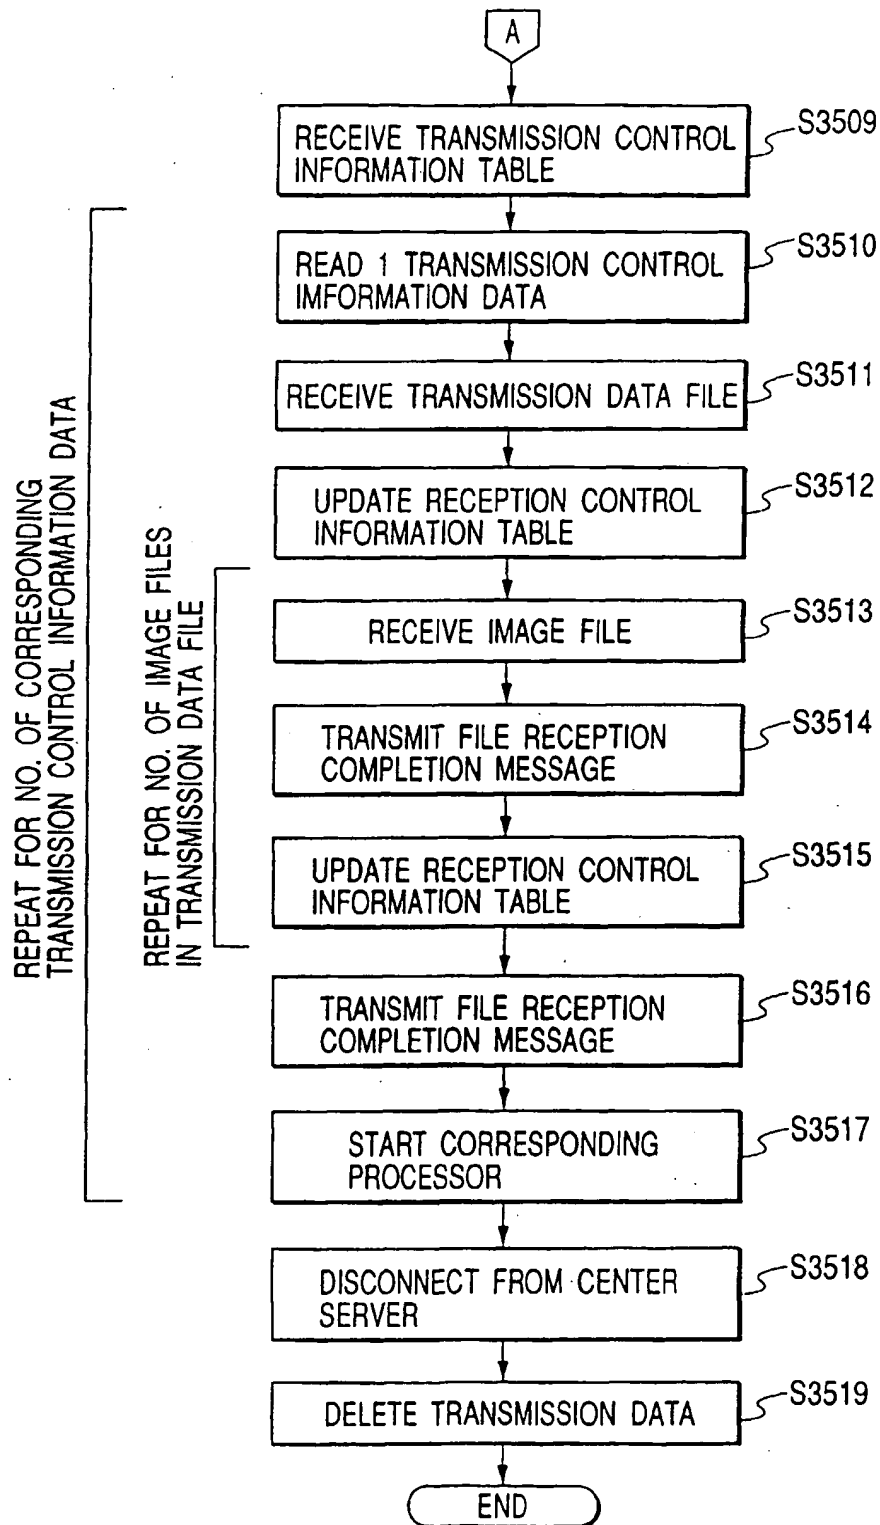 A
RECEIVE TRANSMISSION CONTROL
INFORMATION TABLE
S3509
READ 1 TRANSMISSION CONTROL
IMFORMATION DATA
S3510
RECEIVE TRANSMISSION DATA FILE
S3511
UPDATE RECEPTION CONTROL
INFORMATION TABLE
S3512
RECEIVE IMAGE FILE
S3513
TRANSMIT FILE RECEPTION
COMPLETION MESSAGE
S3514
UPDATE RECEPTION CONTROL
INFORMATION TABLE
S3515
TRANSMIT FILE RECEPTION
COMPLETION MESSAGE
S3516
START CORRESPONDING
PROCESSOR
S3517
DISCONNECT FROM CENTER
SERVER
S3518
DELETE TRANSMISSION DATA
S3519
END
REPEAT FOR NO. OF CORRESPONDING
TRANSMISSION CONTROL INFORMATION DATA
REPEAT FOR NO. OF IMAGE FILES
IN TRANSMISSION DATA FILE